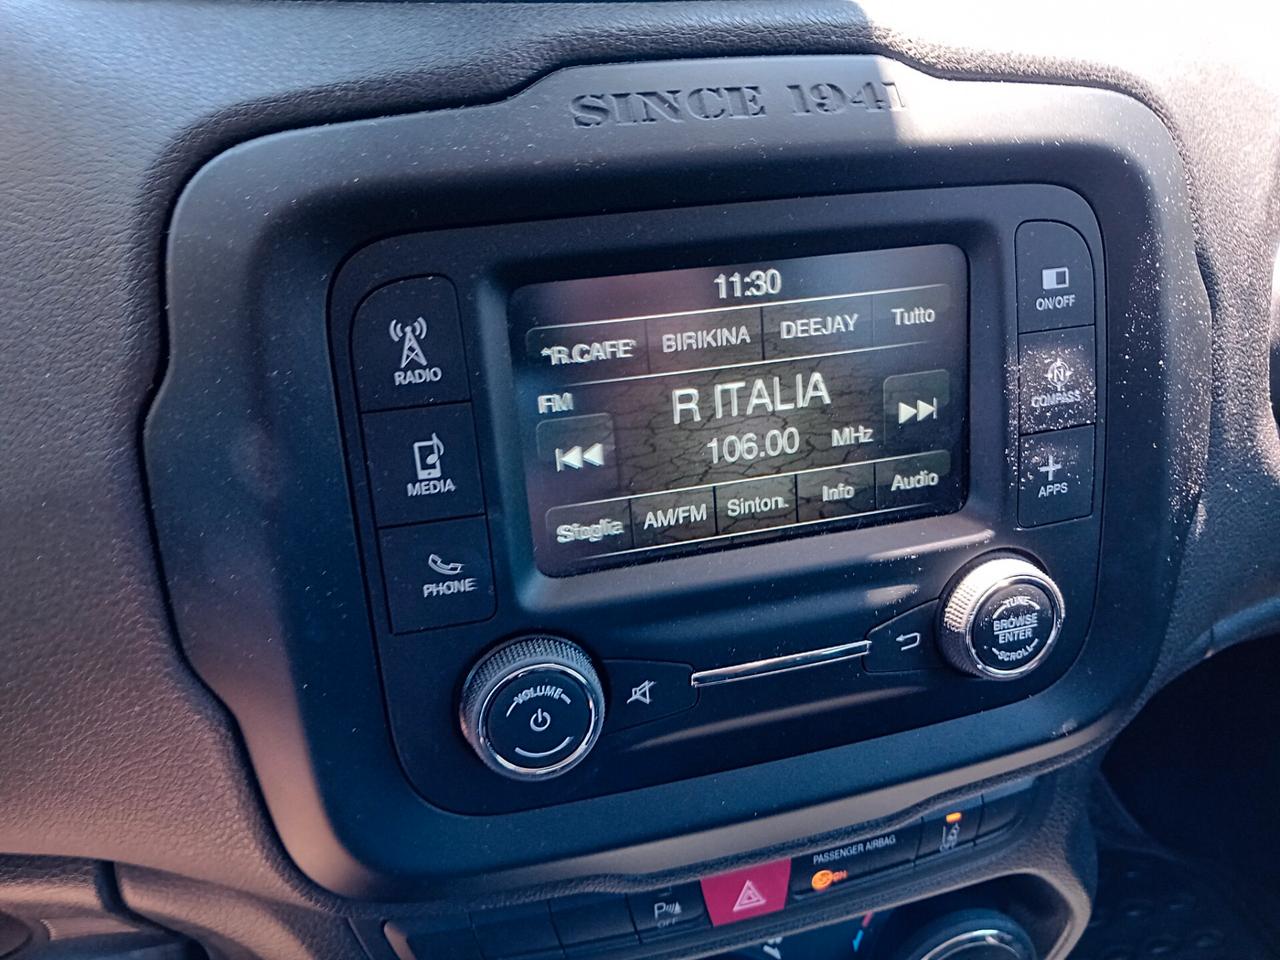 SINCE 1941
11:30
"R.CAFE'
BIRIKINA
DEEJAY
Tutto
FM
R ITALIA
106.00 MHz
Sfoglia
AM/FM
Sinton.
Info
Audio
RADIO
MEDIA
PHONE
ON/OFF
N
COMPASS
APPS
VOLUME
TUNE
BROWSE
ENTER
SCROLL
PASSENGER AIRBAG
P
OFF